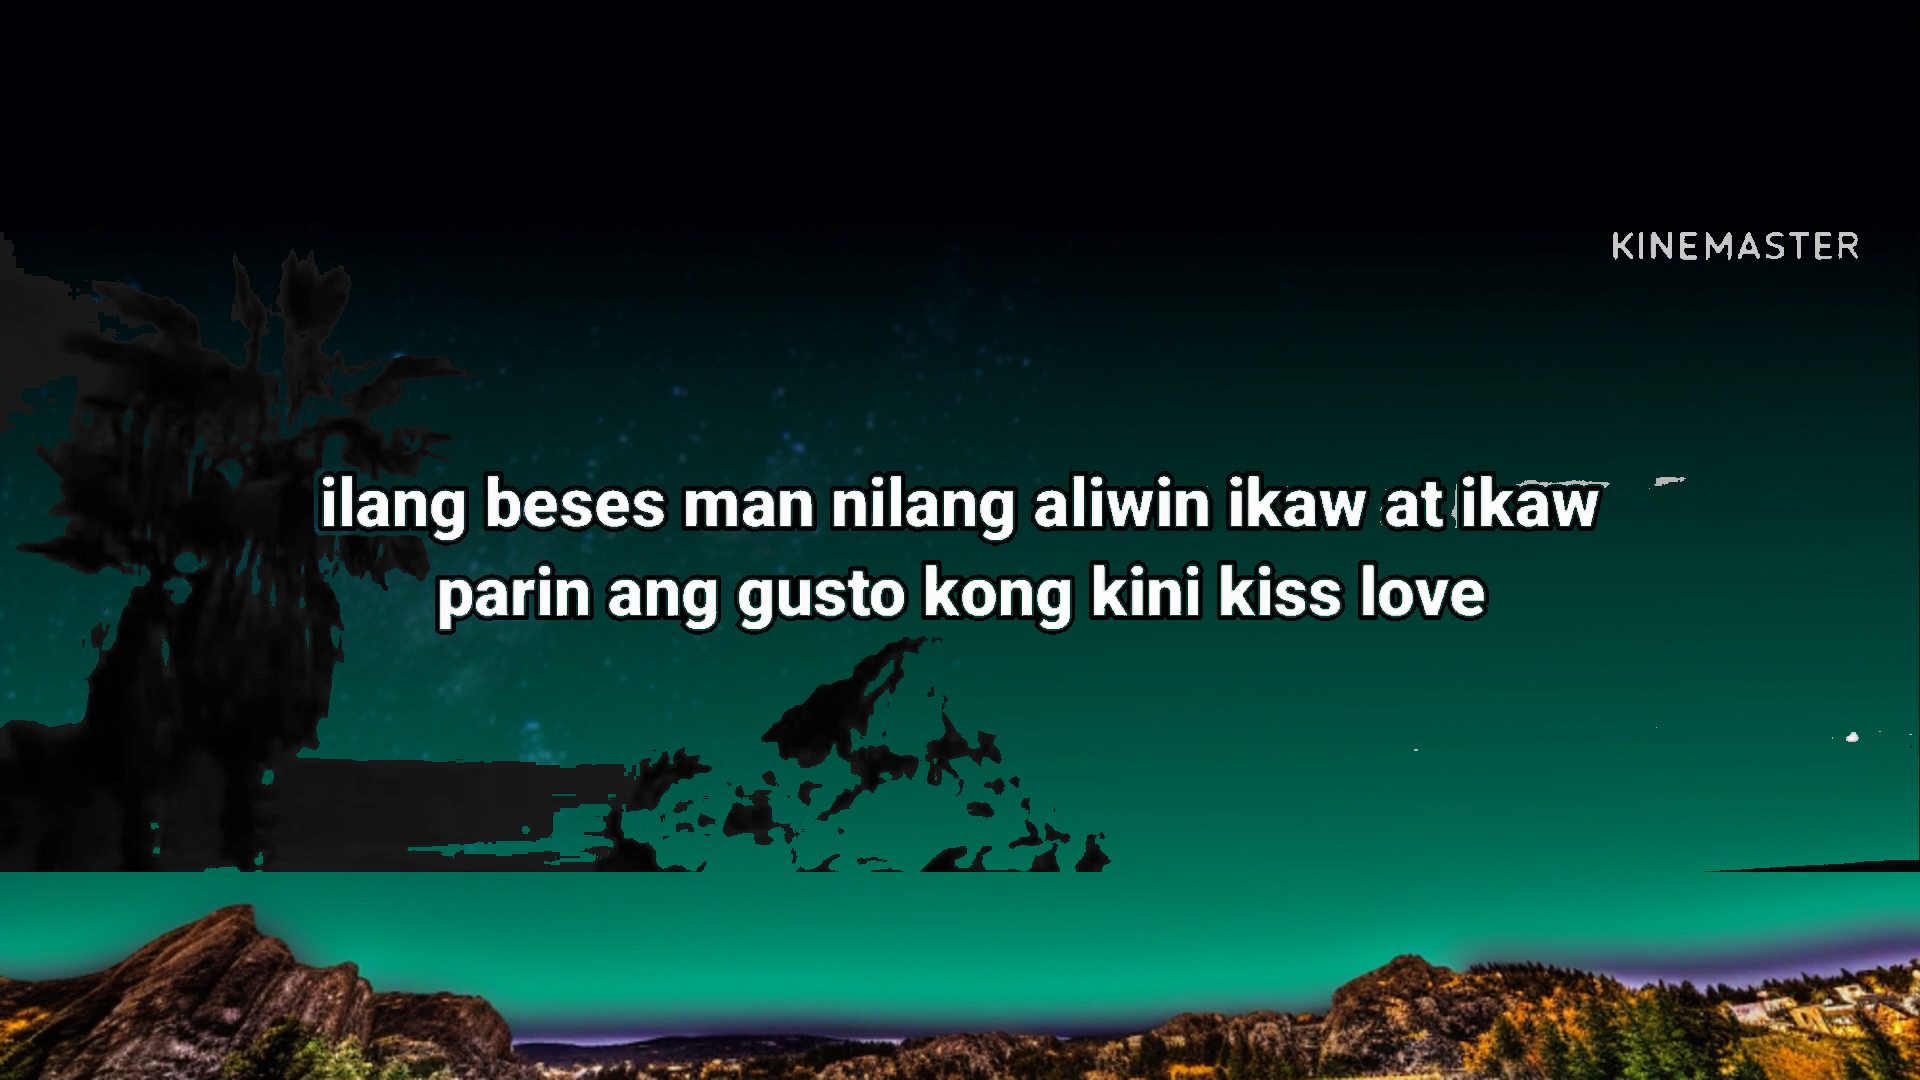 KINEMASTER
ilang beses man nilang aliwin ikaw at ikaw
parin ang gusto kong kini kiss love